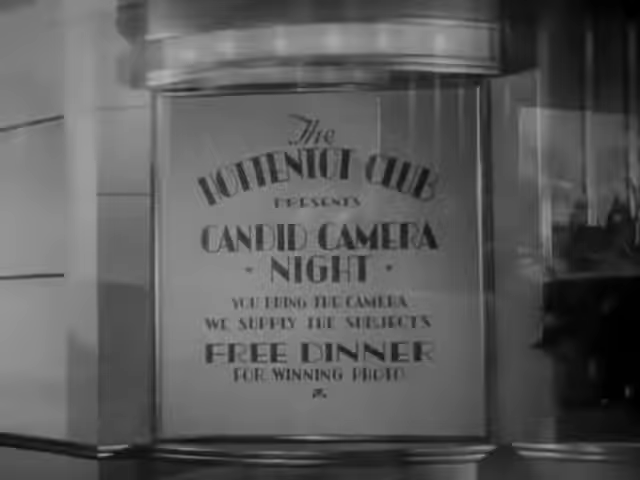 The
HOTTENTOT CLUB
PRESENTS
CANDID CAMERA
- NIGHT -
YOU BRING THE CAMERA
WE SUPPLY THE SUBJECTS
FREE DINNER
FOR WINNING PHOTO